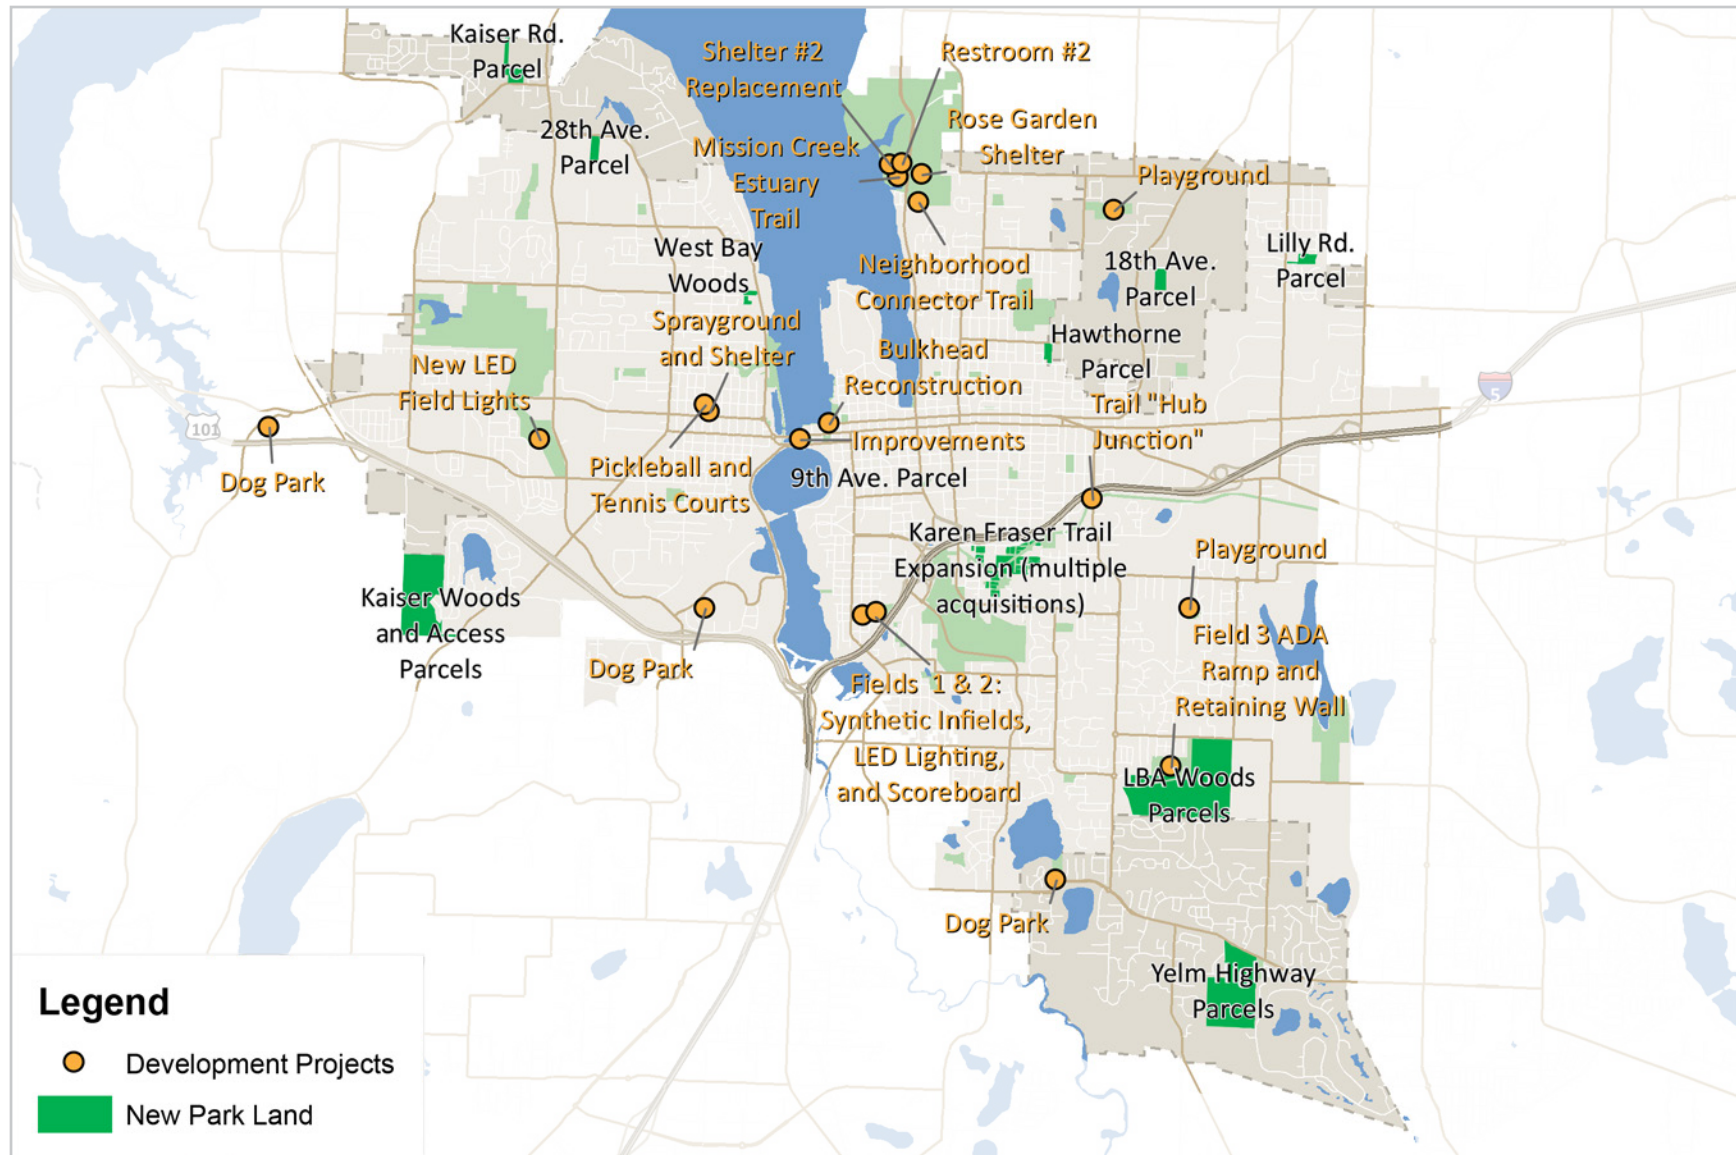 Kaiser Rd.
Parcel
Shelter #2
Replacement
Restroom #2
Rose Garden
Shelter
28th Ave.
Parcel
Mission Creek
Estuary
Trail
Playground
West Bay
Woods
Neighborhood
Connector Trail
18th Ave.
Parcel
Lilly Rd.
Parcel
Sprayground
and Shelter
New LED
Field Lights
Bulkhead
Reconstruction
Hawthorne
Parcel
Trail "Hub
Junction"
5
101
Dog Park
Pickleball and
Tennis Courts
Improvements
9th Ave. Parcel
Karen Fraser Trail
Expansion (multiple
acquisitions)
Playground
Kaiser Woods
and Access
Parcels
Dog Park
Field 3 ADA
Ramp and
Retaining Wall
Fields 1 & 2:
Synthetic Infields,
LED Lighting,
and Scoreboard
LBA Woods
Parcels
Dog Park
Yelm Highway
Parcels
Legend
Development Projects
New Park Land